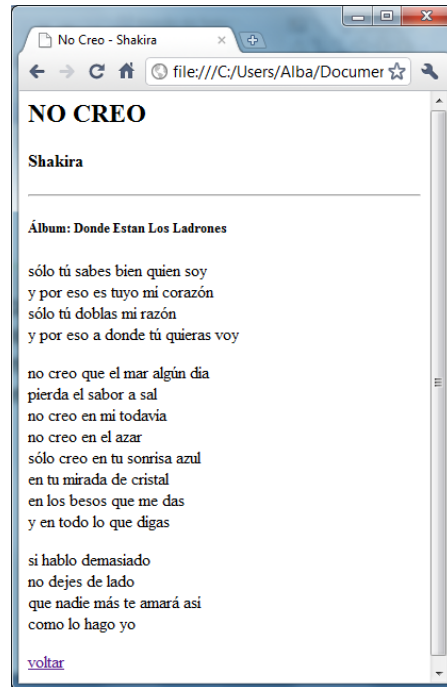 No Creo - Shakira
file:///C:/Users/Alba/Documer
NO CREO
Shakira
Álbum: Donde Estan Los Ladrones
sólo tú sabes bien quien soy
y por eso es tuyo mi corazón
sólo tú doblas mi razón
y por eso a donde tú quieras voy
no creo que el mar algún dia
pierda el sabor a sal
no creo en mi todavia
no creo en el azar
sólo creo en tu sonrisa azul
en tu mirada de cristal
en los besos que me das
y en todo lo que digas
si hablo demasiado
no dejes de lado
que nadie más te amará asi
como lo hago yo
voltar